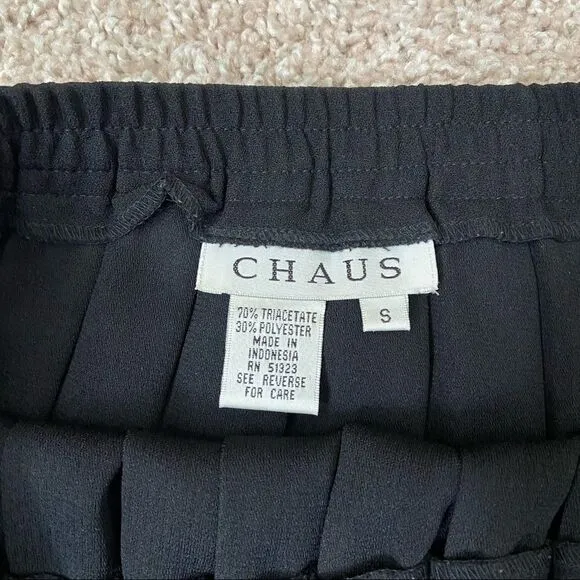 CHAUS
S
70% TRIACETATE
30% POLYESTER
MADE IN
INDONESIA
RN 51323
SEE REVERSE
FOR CARE